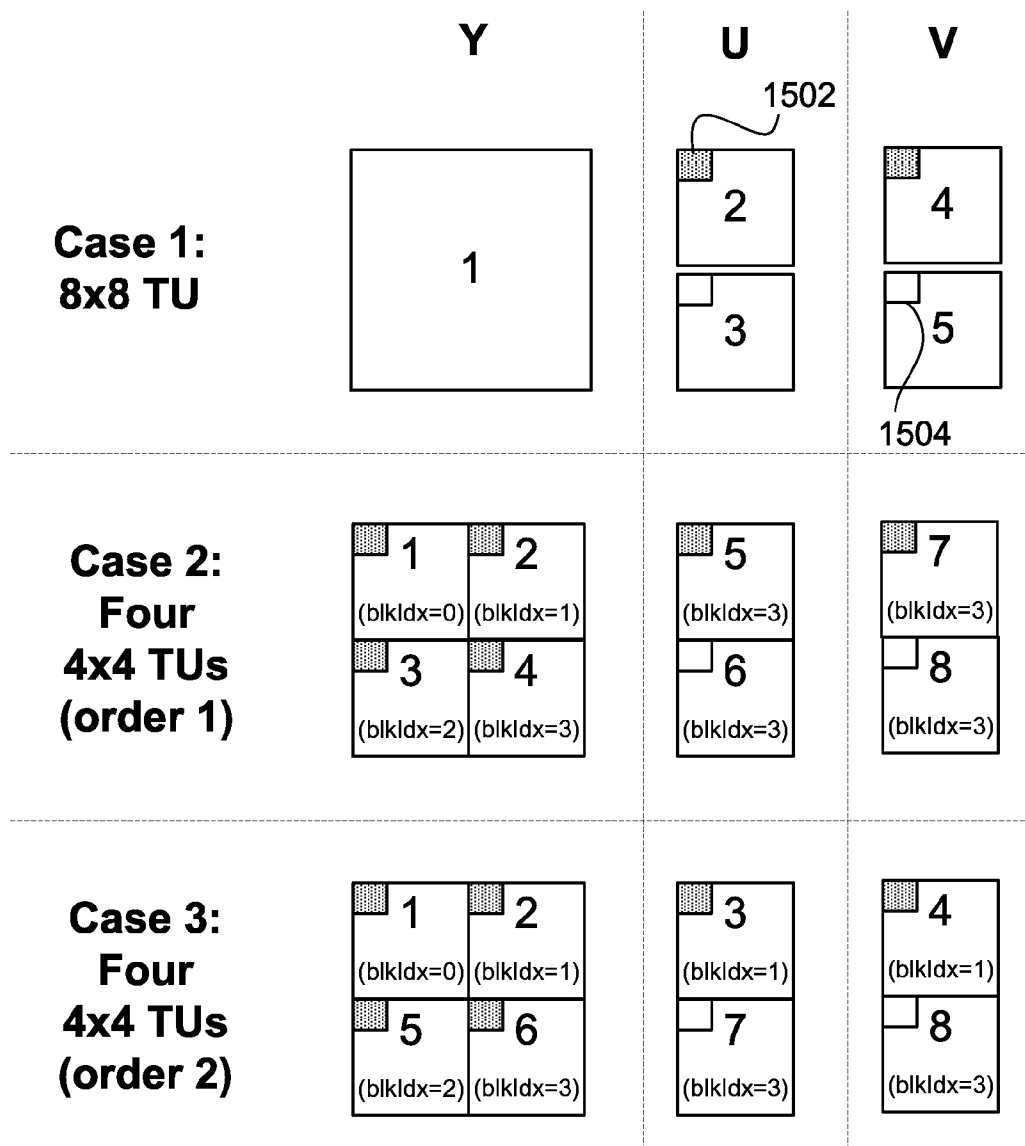 Y U V
1502
Case 1:
8x8 TU
1
2
4
3
5
1504
Case 2:
Four
4x4 TUs
(order 1)
1 2 5 7
(blkIdx=0) (blkIdx=1) (blkIdx=3) (blkIdx=3)
3 4 6 8
(blkIdx=2) (blkIdx=3) (blkIdx=3) (blkIdx=3)
Case 3:
Four
4x4 TUs
(order 2)
1 2 3 4
(blkIdx=0) (blkIdx=1) (blkIdx=1) (blkIdx=1)
5 6 7 8
(blkIdx=2) (blkIdx=3) (blkIdx=3) (blkIdx=3)